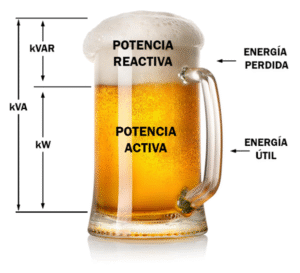 kVAR
POTENCIA
REACTIVA
ENERGÍA
PERDIDA
kVA
kW
POTENCIA
ACTIVA
ENERGÍA
ÚTIL